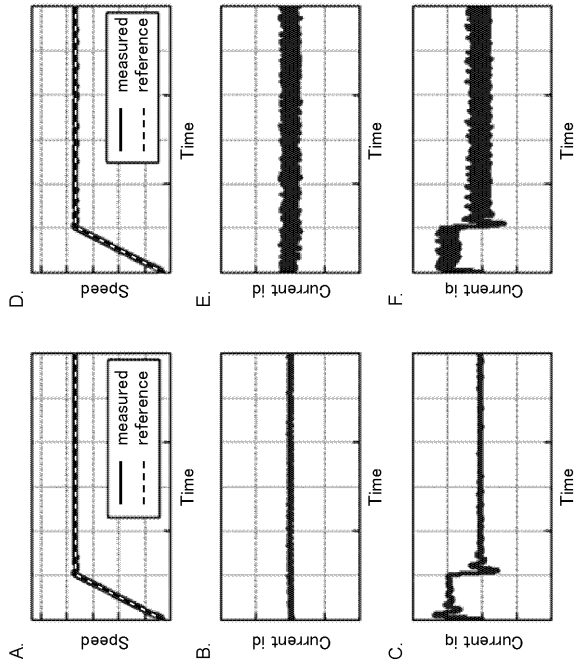 A.
Speed
measured
reference
Time
B.
Current id
Time
C.
Current iq
Time
D.
Speed
measured
reference
Time
E.
Current id
Time
F.
Current iq
Time